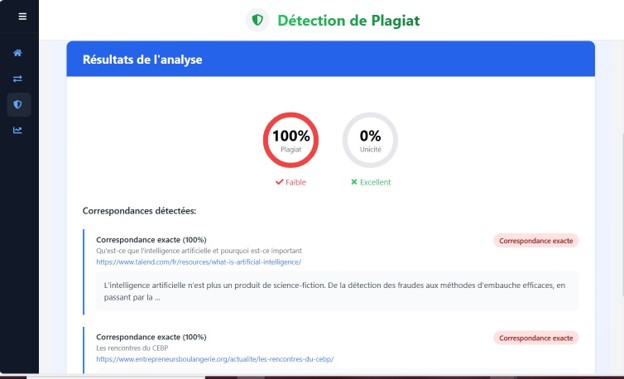 Détection de Plagiat
Résultats de l'analyse
100%
Plagiat
Faible
0%
Unicité
Excellent
Correspondances détectées:
Correspondance exacte (100%)
Correspondance exacte
Qu'est-ce que l'intelligence artificielle et pourquoi est-ce important
https://www.talend.com/fr/resources/what-is-artificial-intelligence/
L'intelligence artificielle n'est plus un produit de science-fiction. De la détection des fraudes aux méthodes d'embauche efficaces, en
passant par la ...
Correspondance exacte (100%)
Correspondance exacte
Les rencontres du CEBP
https://www.entrepreneursboulangerie.org/actualite/les-rencontres-du-cebp/